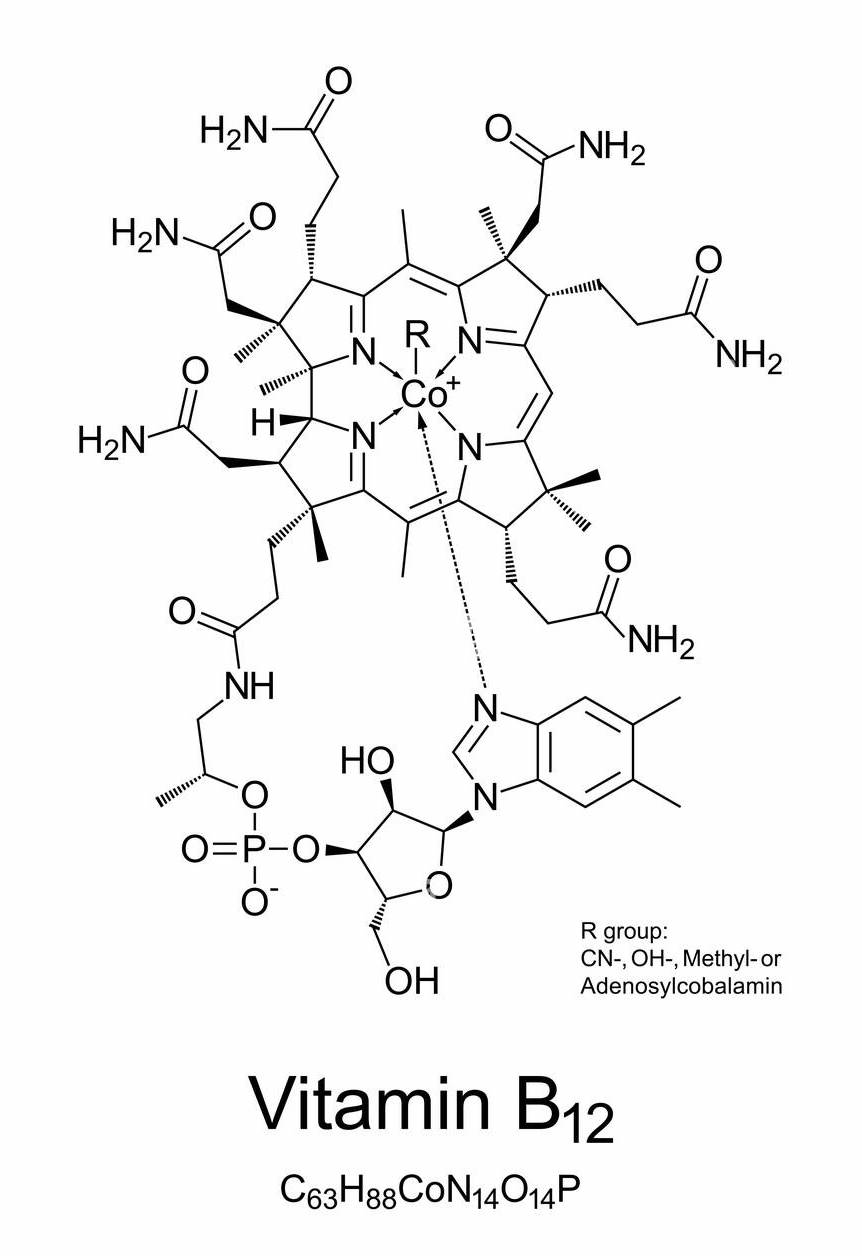 O
H₂N
O
NH₂
H₂N
O
O
NH₂
R
N
N
Co⁺
O
H₂N
H
N
N
O
NH₂
O
NH
N
HO
O
N
O=P–O
O
O⁻
OH
R group:
CN-, OH-, Methyl- or
Adenosylcobalamin
Vitamin B₁₂
C₆₃H₈₈CoN₁₄O₁₄P